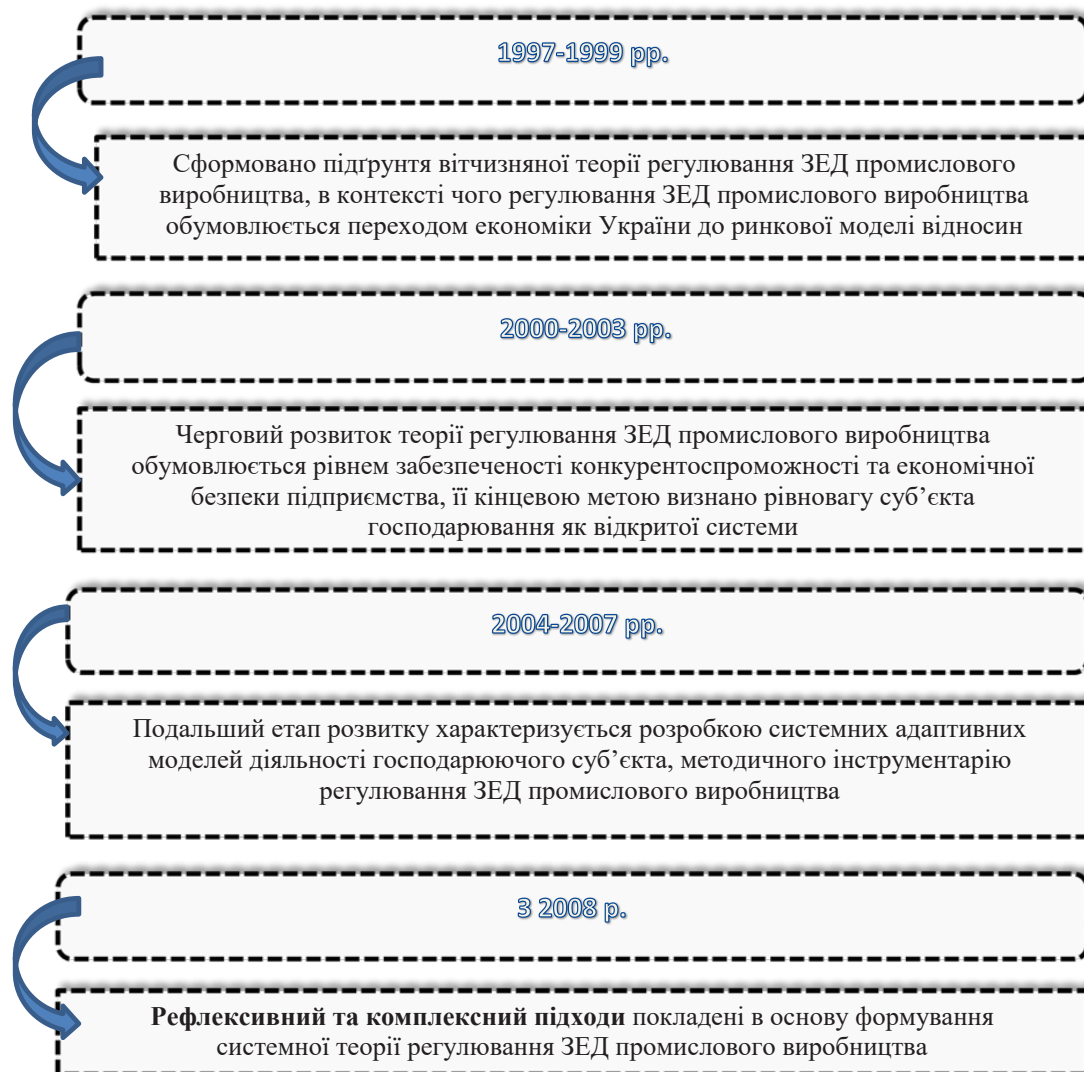 1997-1999 рр.
Сформовано підґрунтя вітчизняної теорії регулювання ЗЕД промислового
виробництва, в контексті чого регулювання ЗЕД промислового виробництва
обумовлюється переходом економіки України до ринкової моделі відносин
2000-2003 рр.
Черговий розвиток теорії регулювання ЗЕД промислового виробництва
обумовлюється рівнем забезпеченості конкурентоспроможності та економічної
безпеки підприємства, її кінцевою метою визнано рівновагу суб’єкта
господарювання як відкритої системи
2004-2007 рр.
Подальший етап розвитку характеризується розробкою системних адаптивних
моделей діяльності господарюючого суб’єкта, методичного інструментарію
регулювання ЗЕД промислового виробництва
З 2008 р.
Рефлексивний та комплексний підходи покладені в основу формування
системної теорії регулювання ЗЕД промислового виробництва